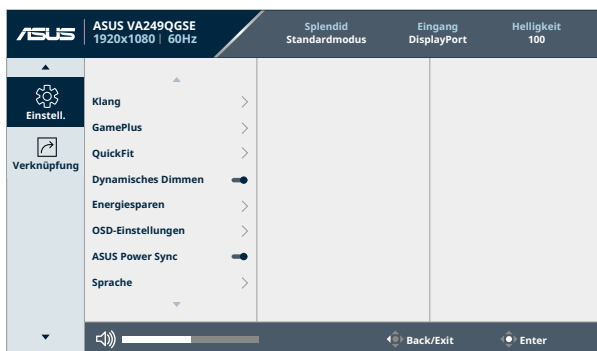 ASUS
ASUS VA249QGSE
1920x1080 | 60Hz
Splendid
Standardmodus
Eingang
DisplayPort
Helligkeit
100
Einstell.
Verknüpfung
Klang
GamePlus
QuickFit
Dynamisches Dimmen
Energiesparen
OSD-Einstellungen
ASUS Power Sync
Sprache
Back/Exit
Enter